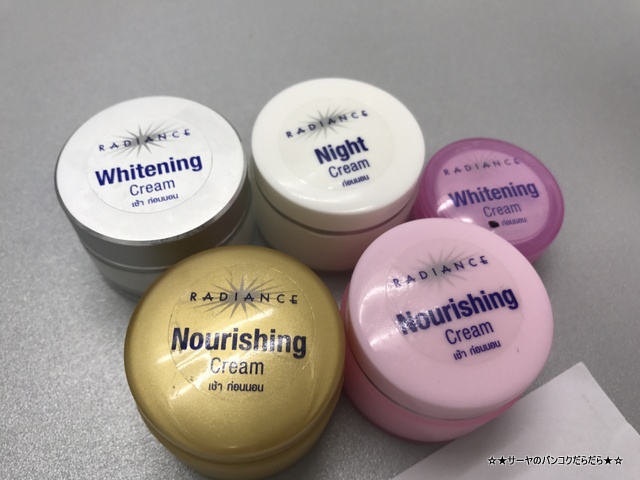 RADIANCE
Whitening
Cream
เช้า ก่อนนอน
RADIANCE
Night
Cream
ก่อนนอน
RADIANCE
Whitening
Cream
ก่อนนอน
RADIANCE
Nourishing
Cream
เช้า ก่อนนอน
RADIANCE
Nourishing
Cream
เช้า ก่อนนอน
☆★サーヤのバンコクだらだら★☆